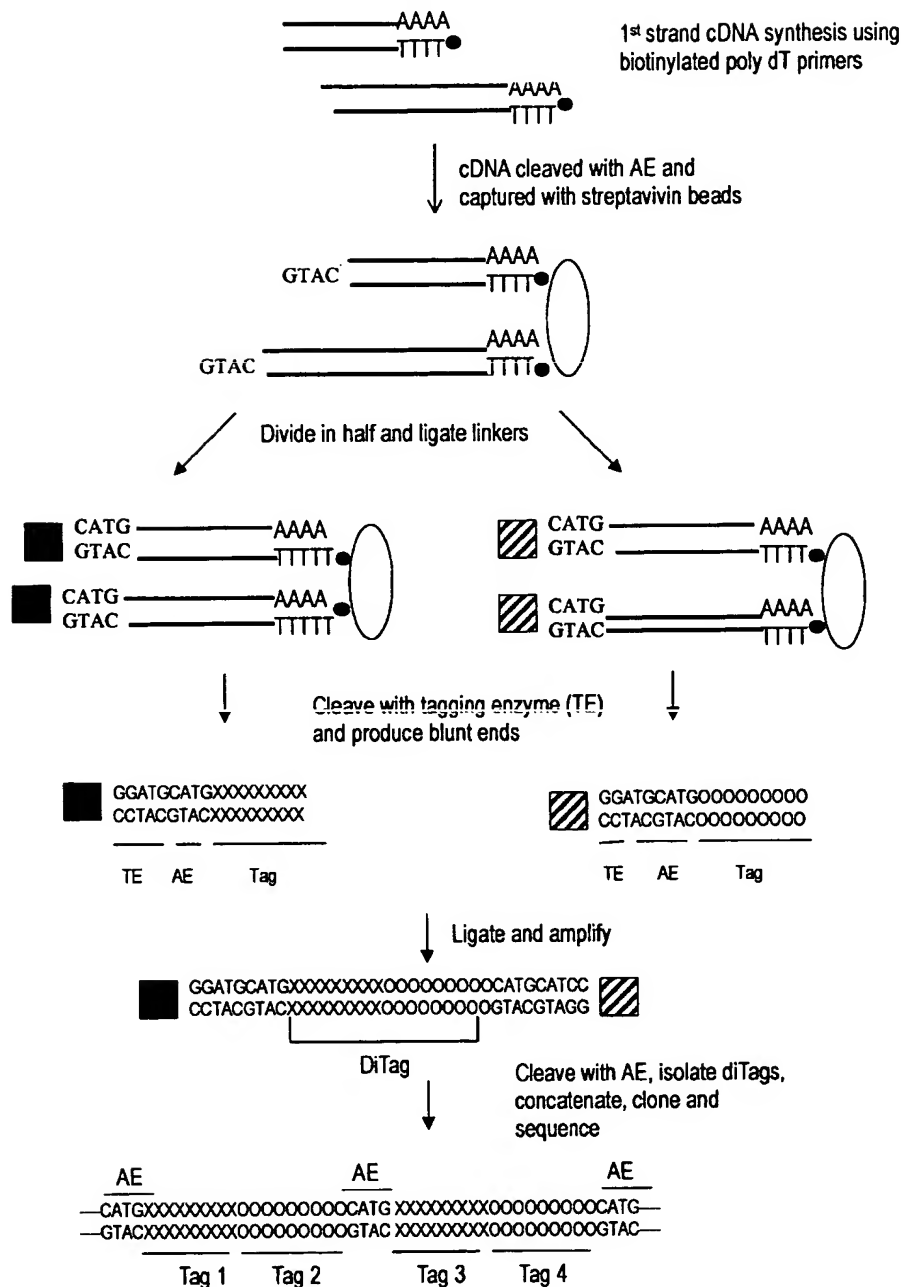 AAAA
TTTT
1st strand cDNA synthesis using
biotinylated poly dT primers
AAAA
TTTT
cDNA cleaved with AE and
captured with streptavivin beads
AAAA
GTAC
TTTT
AAAA
GTAC
TTTT
Divide in half and ligate linkers
CATG AAAA
GTAC TTTTT
CATG AAAA
GTAC TTTTT
CATG AAAA
GTAC TTTT
CATG AAAA
GTAC TTTT
Cleave with tagging enzyme (TE)
and produce blunt ends
GGATGCATGXXXXXXXXX
CCTACGTACXXXXXXXXX
TE AE Tag
GGATGCATGOOOOOOOOO
CCTACGTACOOOOOOOOO
TE AE Tag
Ligate and amplify
GGATGCATGXXXXXXXXXOOOOOOOOOCATGCATCC
CCTACGTACXXXXXXXXXOOOOOOOOOGTACGTAGG
DiTag
Cleave with AE, isolate diTags,
concatenate, clone and
sequence
AE AE AE
CATGXXXXXXXXXOOOOOOOOOCATGXXXXXXXXXOOOOOOOOOCATG
GTACXXXXXXXXXOOOOOOOOOGTACXXXXXXXXXOOOOOOOOOGTAC
Tag 1 Tag 2 Tag 3 Tag 4